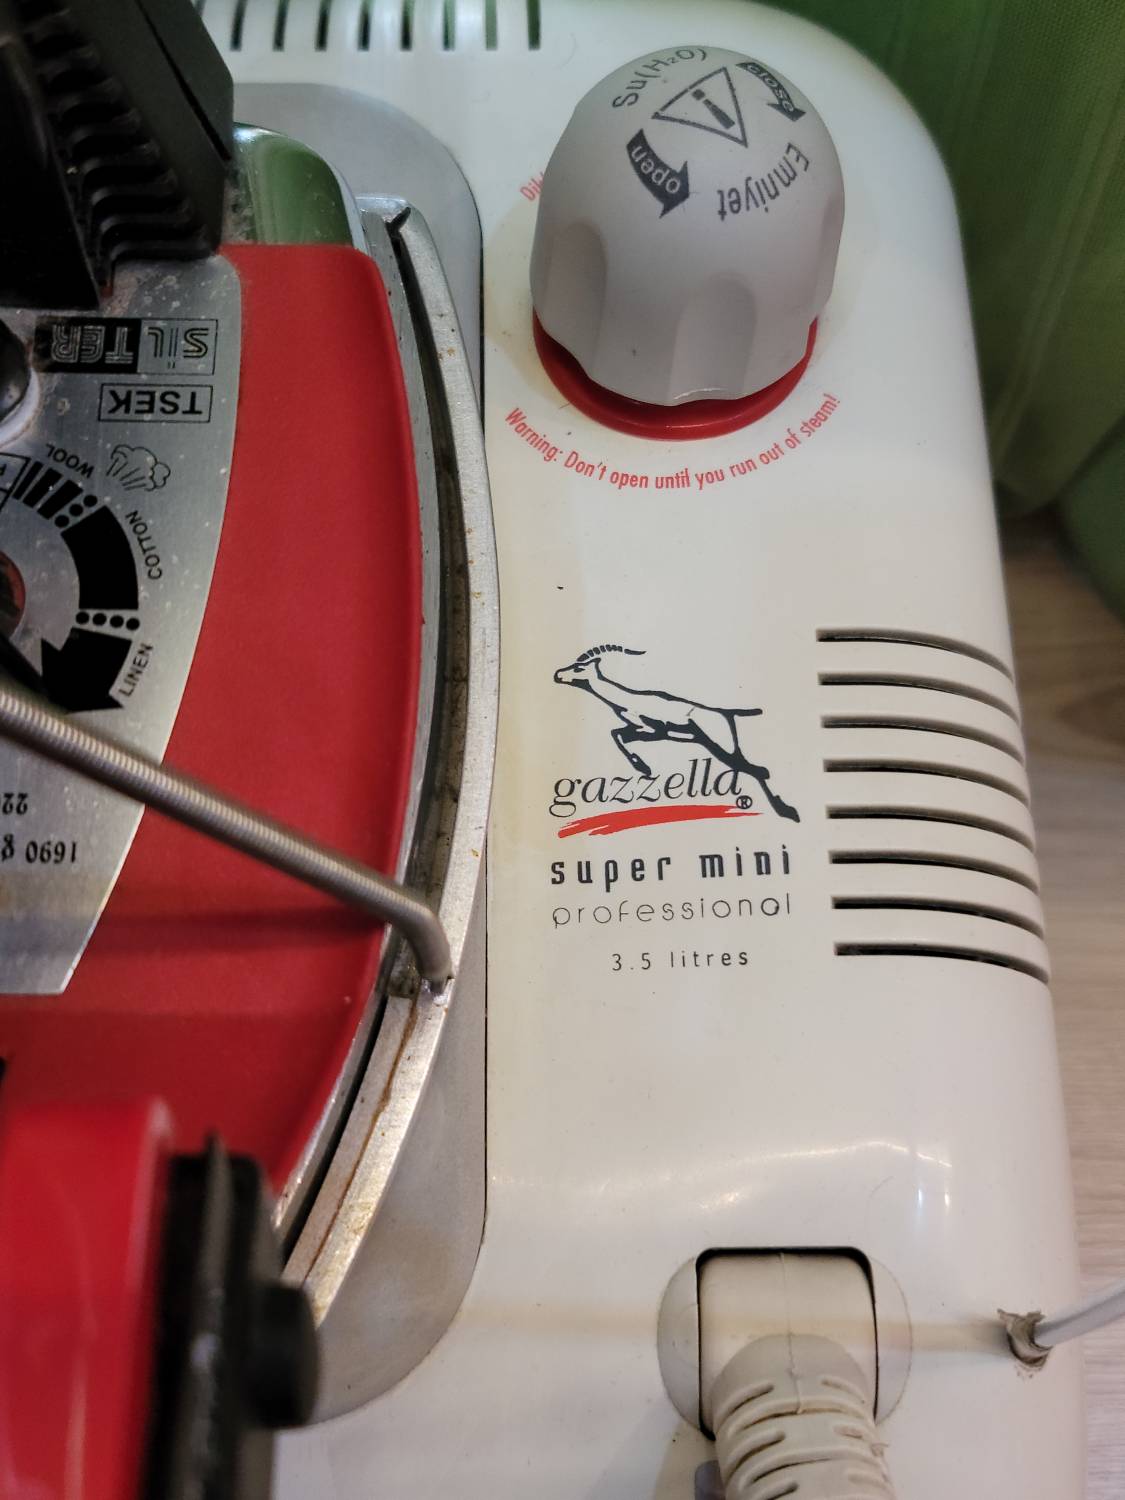 Su(H₂O)
close
open
Emniyet
Warning: Don't open until you run out of steam!
SİLTER
TSEK
WOOL
COTTON
LINEN
1690 g
gazzella®
super mini
professional
3.5 litres